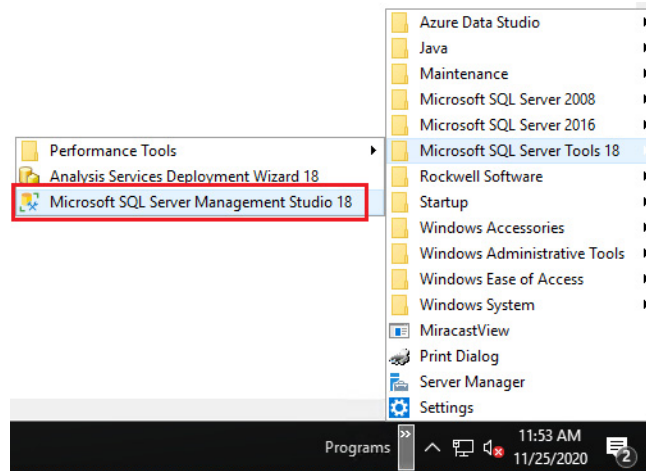 Azure Data Studio
Java
Maintenance
Microsoft SQL Server 2008
Microsoft SQL Server 2016
Microsoft SQL Server Tools 18
Rockwell Software
Startup
Windows Accessories
Windows Administrative Tools
Windows Ease of Access
Windows System
MiracastView
Print Dialog
Server Manager
Settings
Performance Tools
Analysis Services Deployment Wizard 18
Microsoft SQL Server Management Studio 18
Programs
11:53 AM
11/25/2020
2